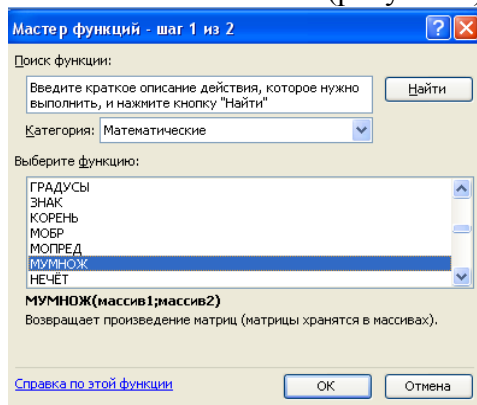 Мастер функций - шаг 1 из 2
Поиск функции:
Введите краткое описание действия, которое нужно
выполнить, и нажмите кнопку "Найти"
Найти
Категория: Математические
Выберите функцию:
ГРАДУСЫ
ЗНАК
КОРЕНЬ
МОБР
МОПРЕД
МУМНОЖ
НЕЧЁТ
МУМНОЖ(массив1;массив2)
Возвращает произведение матриц (матрицы хранятся в массивах).
Справка по этой функции
ОК
Отмена